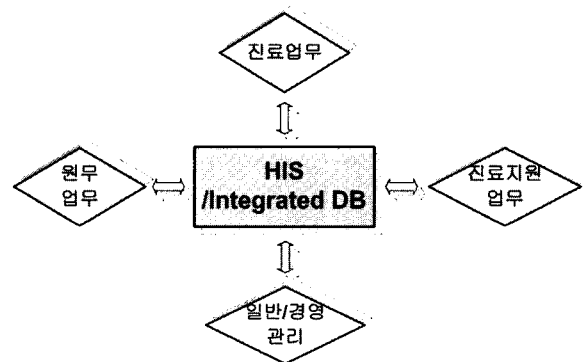 진료업무
원무
업무
HIS
/Integrated DB
진료지원
업무
일반/경영
관리